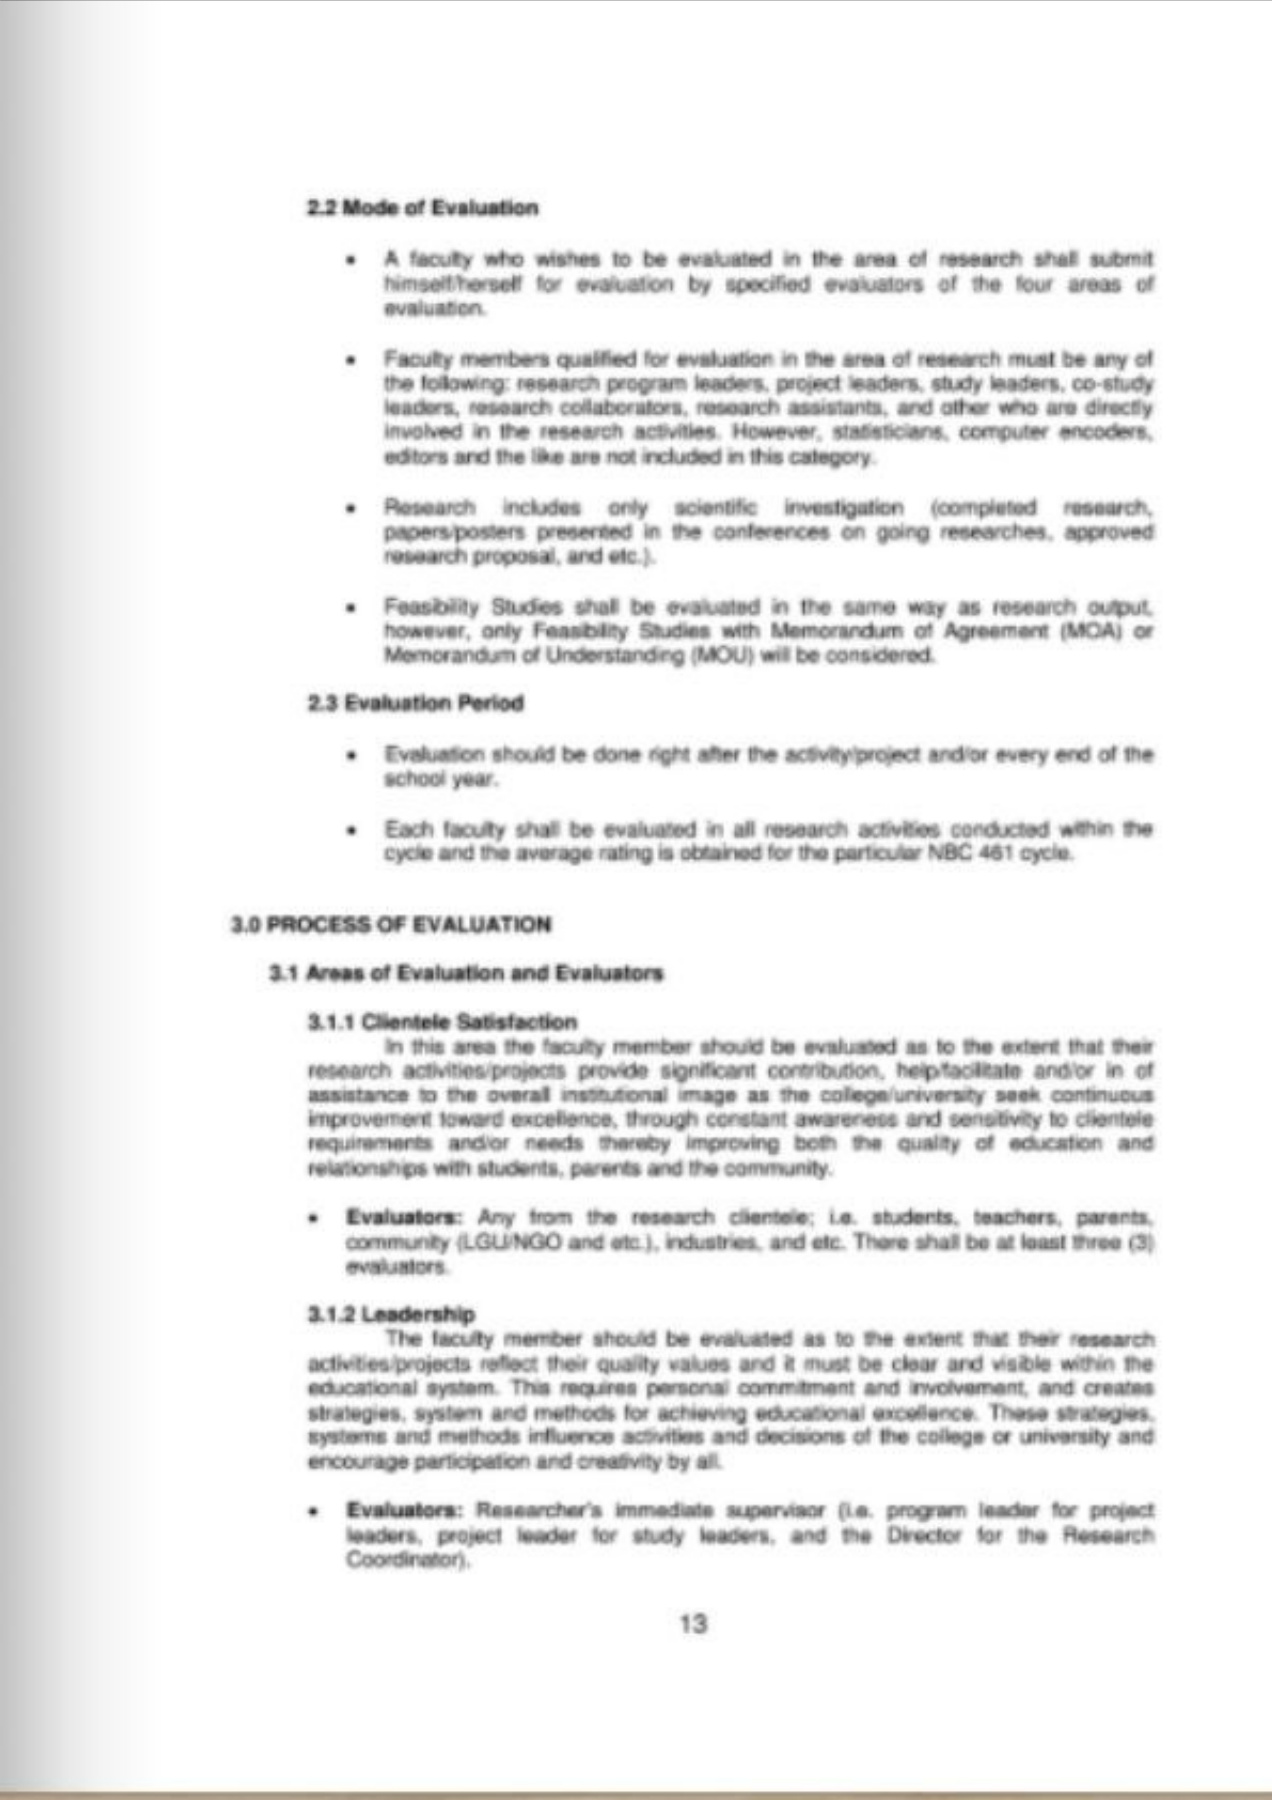 2.2 Mode of Evaluation
• A faculty who wishes to be evaluated in the area of research shall submit
himself/herself for evaluation by specified evaluators of the four areas of
evaluation.
• Faculty members qualified for evaluation in the area of research must be any of
the following: research program leaders, project leaders, study leaders, co-study
leaders, research collaborators, research assistants, and other who are directly
involved in the research activities. However, statisticians, computer encoders,
editors and the like are not included in this category.
• Research includes only scientific investigation (completed research,
papers/posters presented in the conferences on going researches, approved
research proposal, and etc.).
• Feasibility Studies shall be evaluated in the same way as research output,
however, only Feasibility Studies with Memorandum of Agreement (MOA) or
Memorandum of Understanding (MOU) will be considered.
2.3 Evaluation Period
• Evaluation should be done right after the activity/project and/or every end of the
school year.
• Each faculty shall be evaluated in all research activities conducted within the
cycle and the average rating is obtained for the particular NBC 461 cycle.
3.0 PROCESS OF EVALUATION
3.1 Areas of Evaluation and Evaluators
3.1.1 Clientele Satisfaction
In this area the faculty member should be evaluated as to the extent that their
research activities/projects provide significant contribution, help/facilitate and/or in of
assistance to the overall institutional image as the college/university seek continuous
improvement toward excellence, through constant awareness and sensitivity to clientele
requirements and/or needs thereby improving both the quality of education and
relationships with students, parents and the community.
• Evaluators: Any from the research clientele; i.e. students, teachers, parents,
community (LGU/NGO and etc.), industries, and etc. There shall be at least three (3)
evaluators.
3.1.2 Leadership
The faculty member should be evaluated as to the extent that their research
activities/projects reflect their quality values and it must be clear and visible within the
educational system. This requires personal commitment and involvement, and creates
strategies, system and methods for achieving educational excellence. These strategies,
systems and methods influence activities and decisions of the college or university and
encourage participation and creativity by all.
• Evaluators: Researcher's immediate supervisor (i.e. program leader for project
leaders, project leader for study leaders, and the Director for the Research
Coordinator).
13